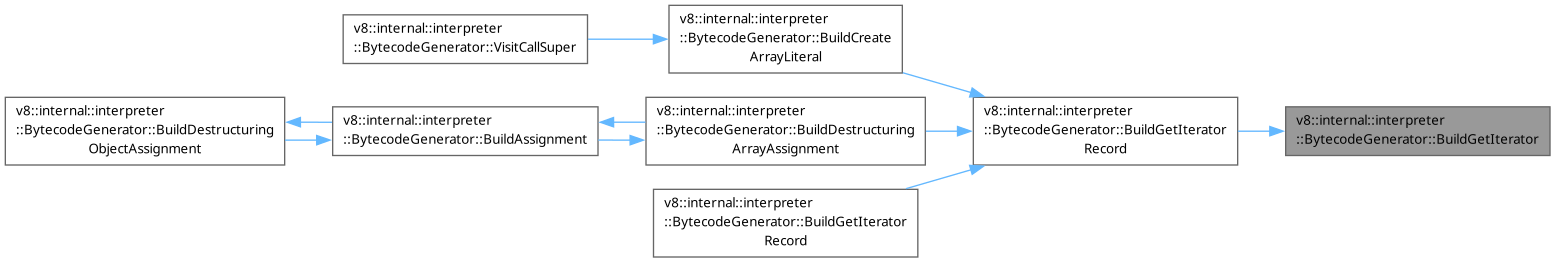 v8::internal::interpreter
::BytecodeGenerator::VisitCallSuper
v8::internal::interpreter
::BytecodeGenerator::BuildCreate
ArrayLiteral
v8::internal::interpreter
::BytecodeGenerator::BuildDestructuring
ObjectAssignment
v8::internal::interpreter
::BytecodeGenerator::BuildAssignment
v8::internal::interpreter
::BytecodeGenerator::BuildDestructuring
ArrayAssignment
v8::internal::interpreter
::BytecodeGenerator::BuildGetIterator
Record
v8::internal::interpreter
::BytecodeGenerator::BuildGetIterator
v8::internal::interpreter
::BytecodeGenerator::BuildGetIterator
Record